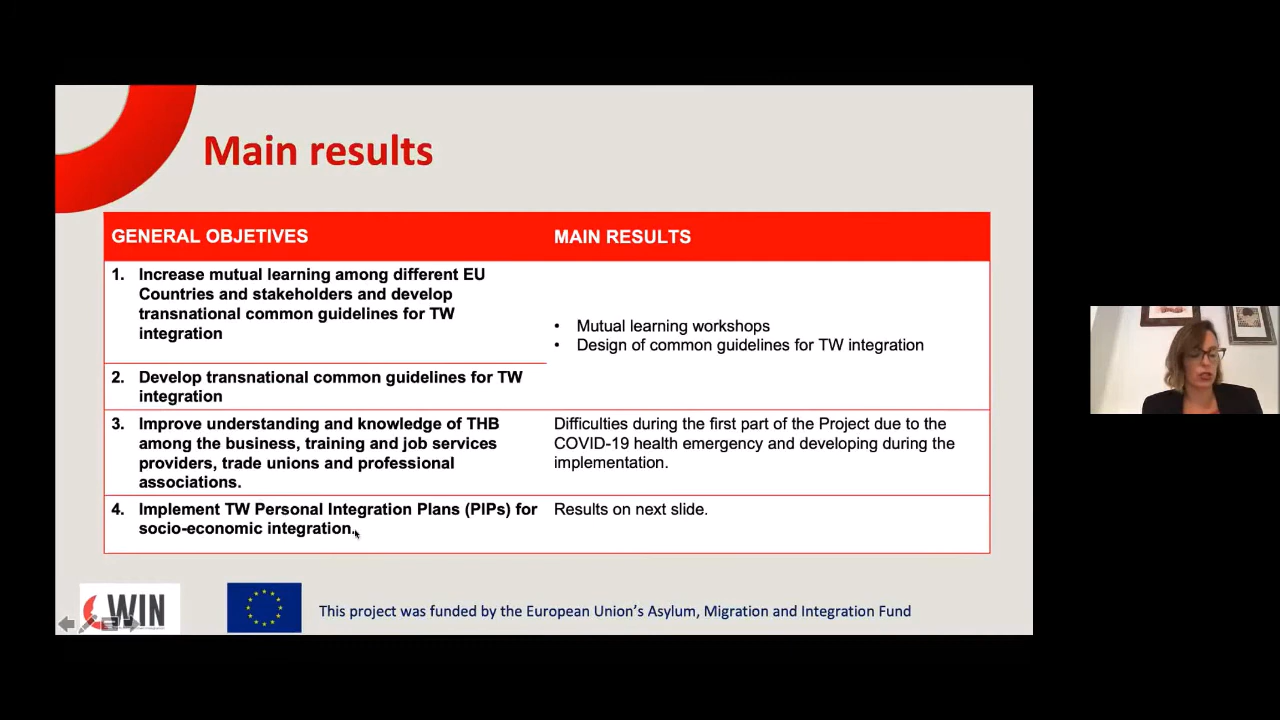 Main results
GENERAL OBJETIVES
MAIN RESULTS
1. Increase mutual learning among different EU
Countries and stakeholders and develop
transnational common guidelines for TW
integration
• Mutual learning workshops
• Design of common guidelines for TW integration
2. Develop transnational common guidelines for TW
integration
3. Improve understanding and knowledge of THB
among the business, training and job services
providers, trade unions and professional
associations.
Difficulties during the first part of the Project due to the
COVID-19 health emergency and developing during the
implementation.
4. Implement TW Personal Integration Plans (PIPs) for
socio-economic integration.
Results on next slide.
WIN
This project was funded by the European Union’s Asylum, Migration and Integration Fund